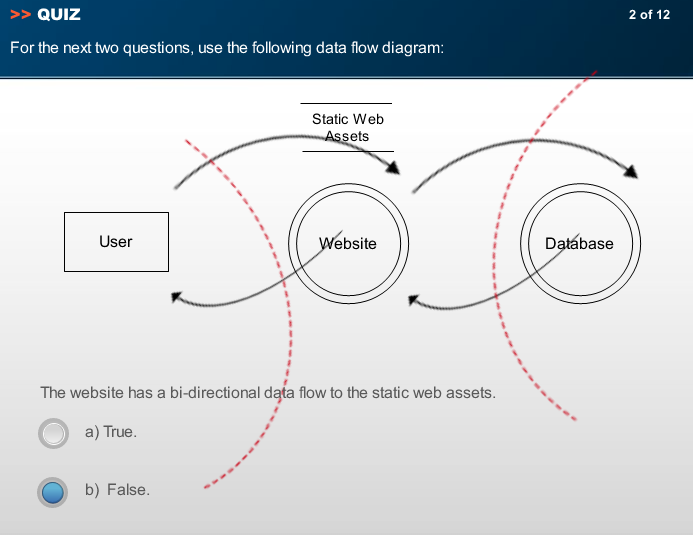 >> QUIZ
2 of 12
For the next two questions, use the following data flow diagram:
Static Web
Assets
User
Website
Database
The website has a bi-directional data flow to the static web assets.
a) True.
b) False.